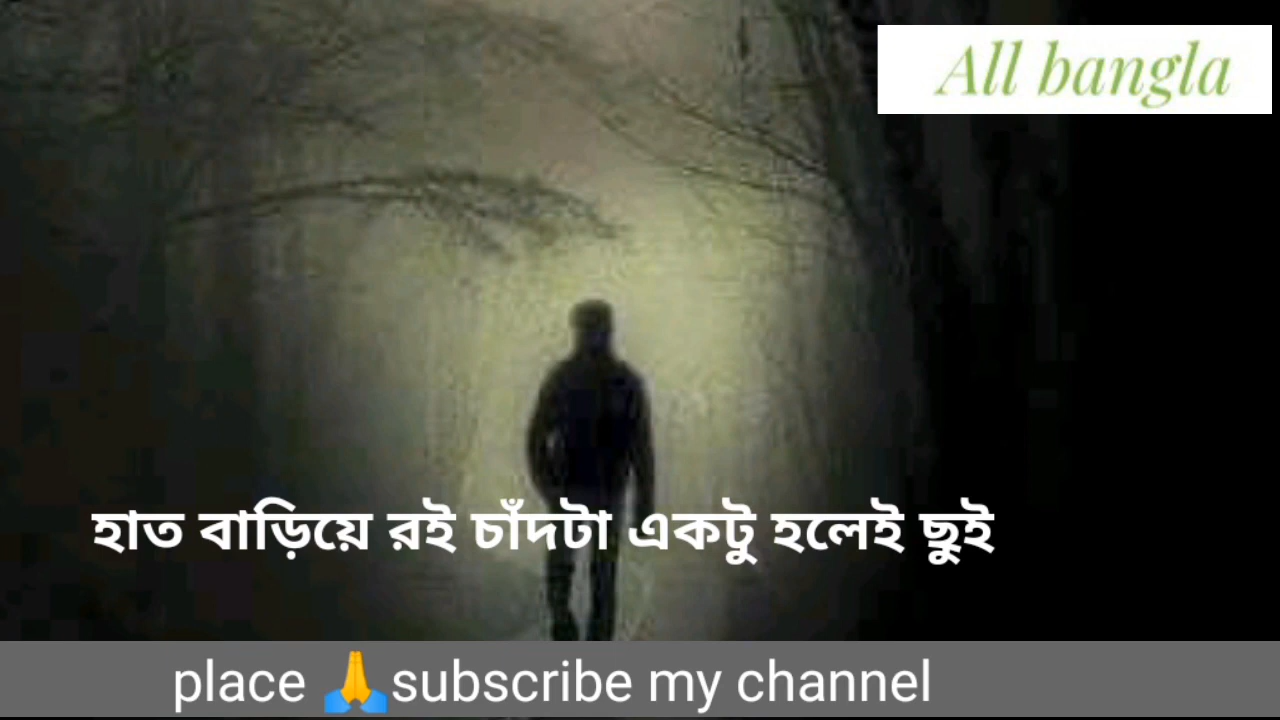 All bangla
হাত বাড়িয়ে রই চাঁদটা একটু হলেই ছুই
place 🙏subscribe my channel